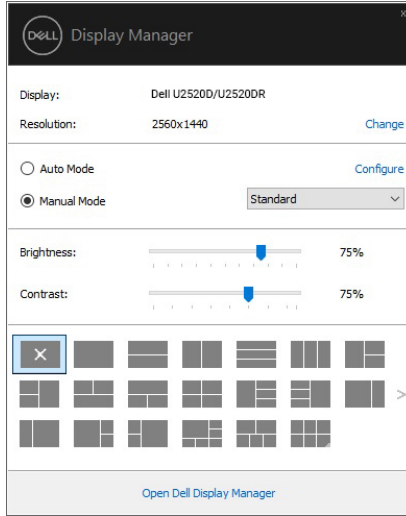 DELL Display Manager
Display: Dell U2520D/U2520DR
Resolution: 2560x1440 Change
Auto Mode Configure
Manual Mode Standard
Brightness: 75%
Contrast: 75%
Open Dell Display Manager